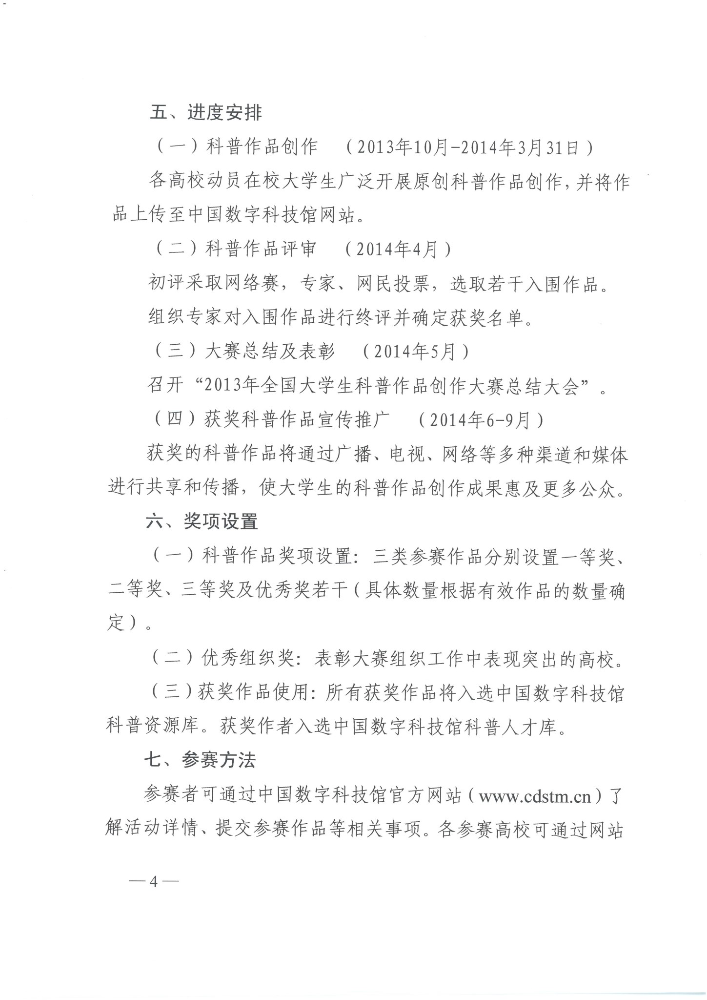 五、进度安排
（一）科普作品创作　（2013年10月-2014年3月31日）
各高校动员在校大学生广泛开展原创科普作品创作，并将作
品上传至中国数字科技馆网站。
（二）科普作品评审　（2014年4月）
初评采取网络赛，专家、网民投票，选取若干入围作品。
组织专家对入围作品进行终评并确定获奖名单。
（三）大赛总结及表彰　（2014年5月）
召开“2013年全国大学生科普作品创作大赛总结大会”。
（四）获奖科普作品宣传推广　（2014年6-9月）
获奖的科普作品将通过广播、电视、网络等多种渠道和媒体
进行共享和传播，使大学生的科普作品创作成果惠及更多公众。
六、奖项设置
（一）科普作品奖项设置：三类参赛作品分别设置一等奖、
二等奖、三等奖及优秀奖若干（具体数量根据有效作品的数量确
定）。
（二）优秀组织奖：表彰大赛组织工作中表现突出的高校。
（三）获奖作品使用：所有获奖作品将入选中国数字科技馆
科普资源库。获奖作者入选中国数字科技馆科普人才库。
七、参赛方法
参赛者可通过中国数字科技馆官方网站（www.cdstm.cn）了
解活动详情、提交参赛作品等相关事项。各参赛高校可通过网站
— 4 —